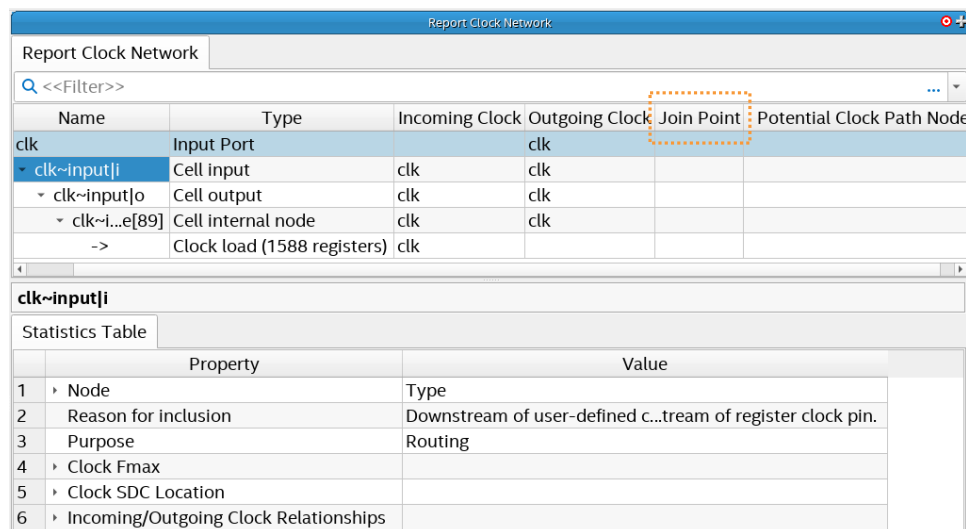 Report Clock Network
Report Clock Network
<<Filter>> ...
Name Type Incoming Clock Outgoing Clock Join Point Potential Clock Path Node
clk Input Port clk
clk~input|i Cell input clk clk
clk~input|o Cell output clk clk
clk~i...e[89] Cell internal node clk clk
-> Clock load (1588 registers) clk
clk~input|i
Statistics Table
Property Value
1 Node Type
2 Reason for inclusion Downstream of user-defined c...tream of register clock pin.
3 Purpose Routing
4 Clock Fmax
5 Clock SDC Location
6 Incoming/Outgoing Clock Relationships